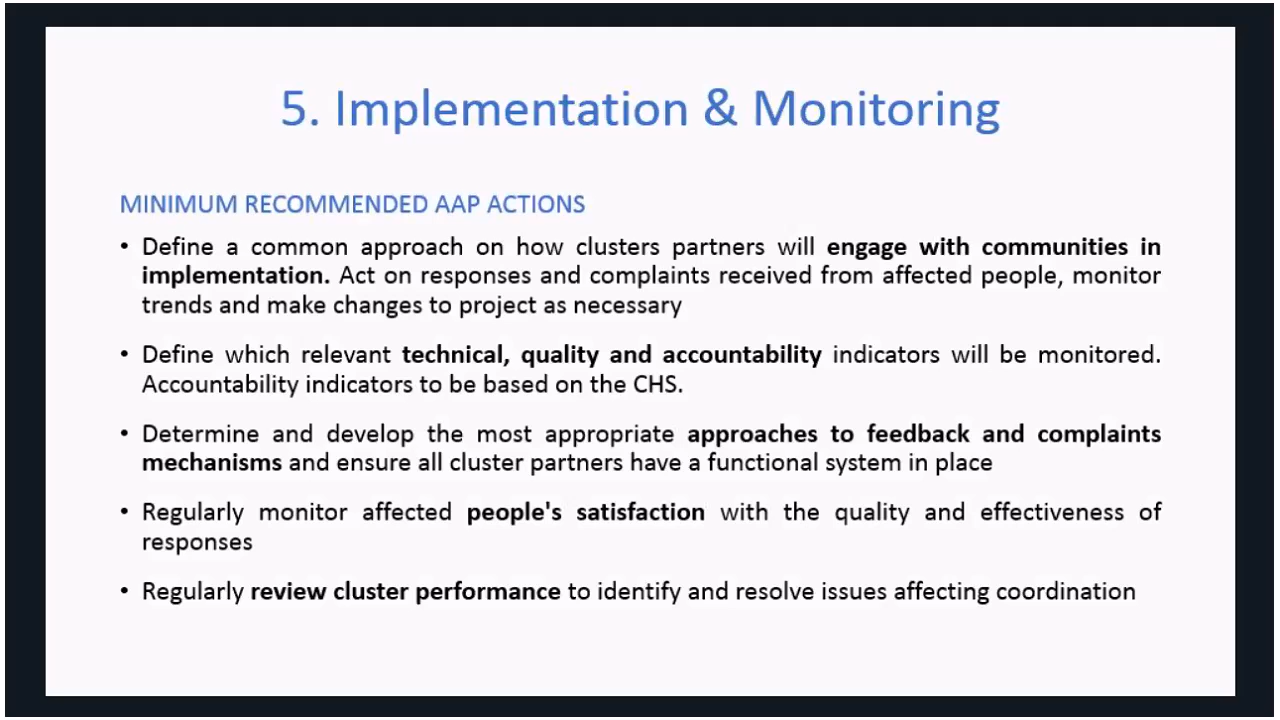 5. Implementation & Monitoring
MINIMUM RECOMMENDED AAP ACTIONS
• Define a common approach on how clusters partners will engage with communities in
implementation. Act on responses and complaints received from affected people, monitor
trends and make changes to project as necessary
• Define which relevant technical, quality and accountability indicators will be monitored.
Accountability indicators to be based on the CHS.
• Determine and develop the most appropriate approaches to feedback and complaints
mechanisms and ensure all cluster partners have a functional system in place
• Regularly monitor affected people's satisfaction with the quality and effectiveness of
responses
• Regularly review cluster performance to identify and resolve issues affecting coordination